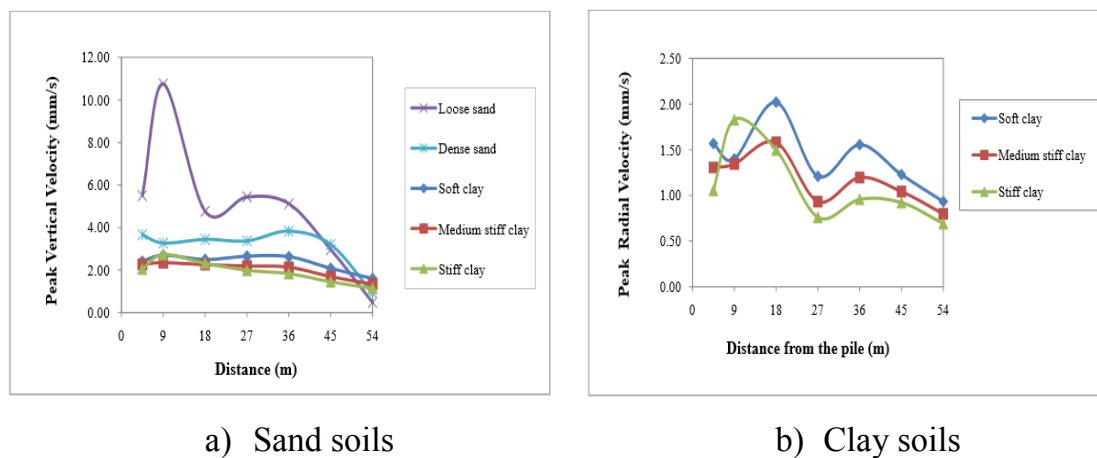 12.00
10.00
8.00
6.00
4.00
2.00
0.00
0 9 18 27 36 45 54
Peak Vertical Velocity (mm/s)
Distance (m)
Loose sand
Dense sand
Soft clay
Medium stiff clay
Stiff clay
a) Sand soils
2.50
2.00
1.50
1.00
0.50
0.00
0 9 18 27 36 45 54
Peak Radial Velocity (mm/s)
Distance from the pile (m)
Soft clay
Medium stiff clay
Stiff clay
b) Clay soils